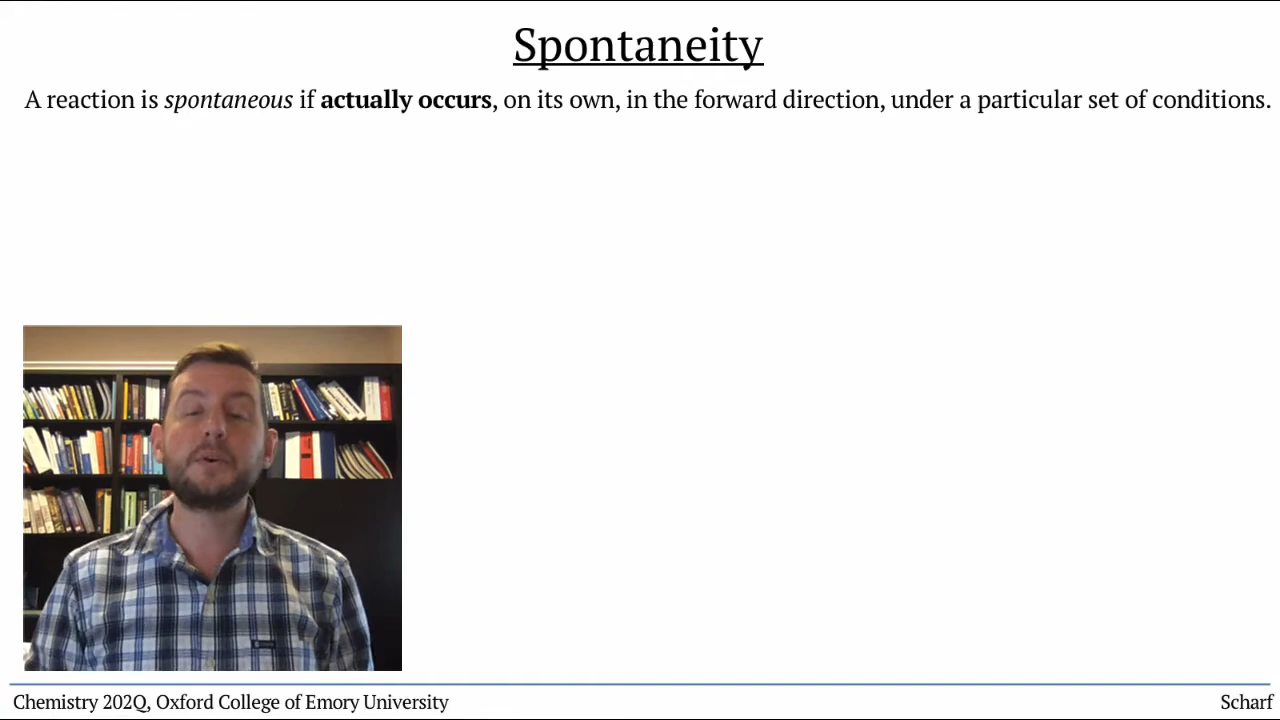 Spontaneity
A reaction is spontaneous if actually occurs, on its own, in the forward direction, under a particular set of conditions.
Chemistry 202Q, Oxford College of Emory University
Scharf